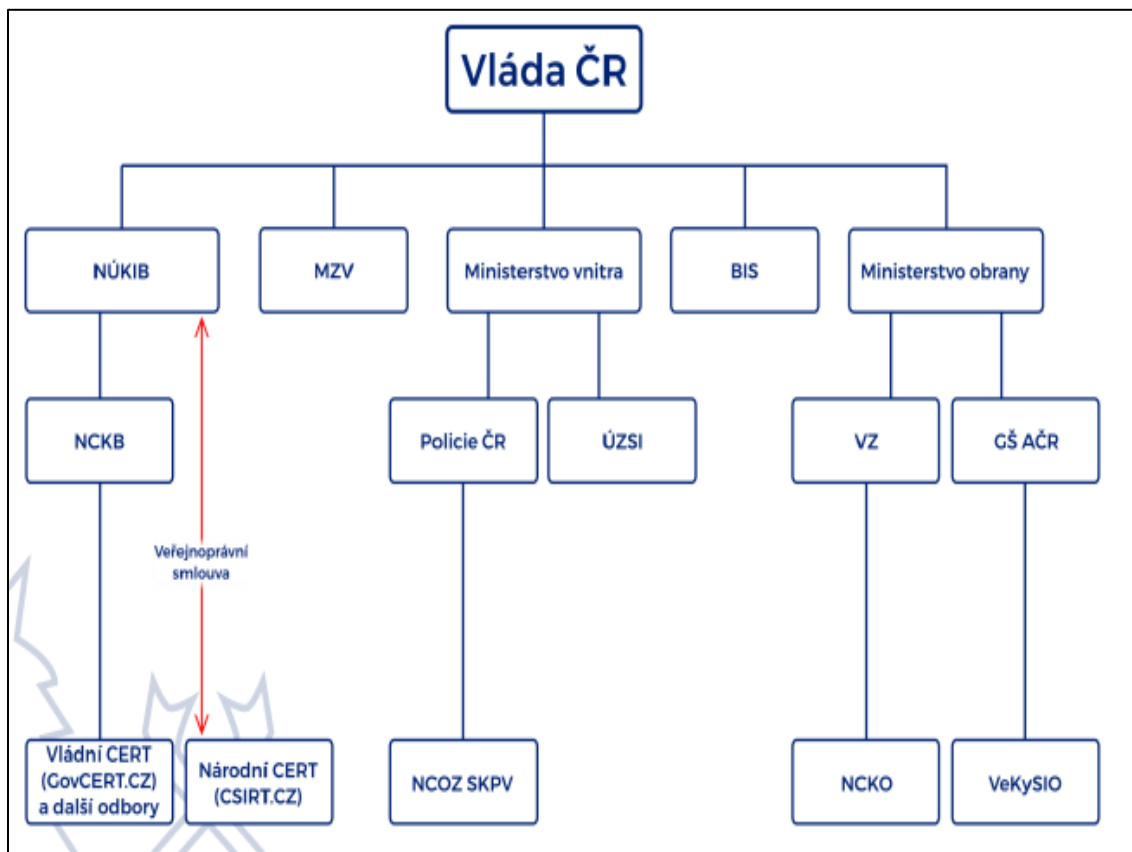 Vláda ČR
NÚKIB
MZV
Ministerstvo vnitra
BIS
Ministerstvo obrany
NCKB
Policie ČR
ÚZSI
VZ
GŠ AČR
Veřejnoprávní
smlouva
Vládní CERT
(GovCERT.CZ)
a další odbory
Národní CERT
(CSIRT.CZ)
NCOZ SKPV
NCKO
VeKySIO